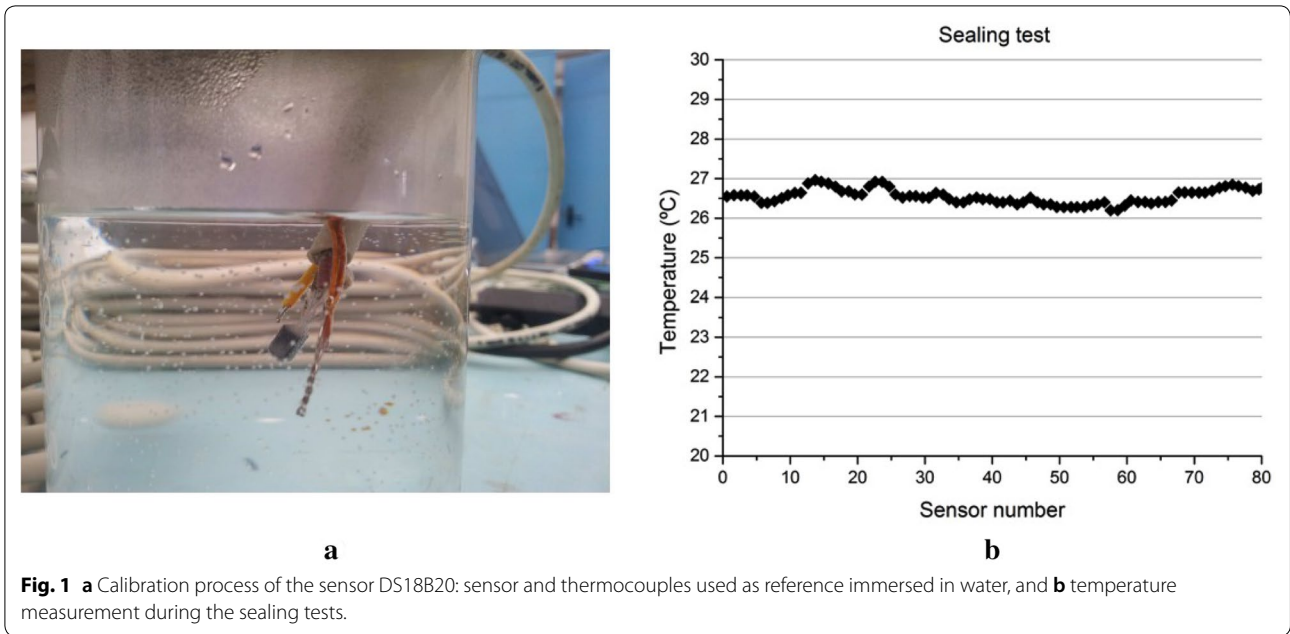 Sealing test
30
29
28
27
26
25
24
23
22
21
20
Temperature (ºC)
0 10 20 30 40 50 60 70 80
Sensor number
a
b
Fig. 1 a Calibration process of the sensor DS18B20: sensor and thermocouples used as reference immersed in water, and b temperature
measurement during the sealing tests.